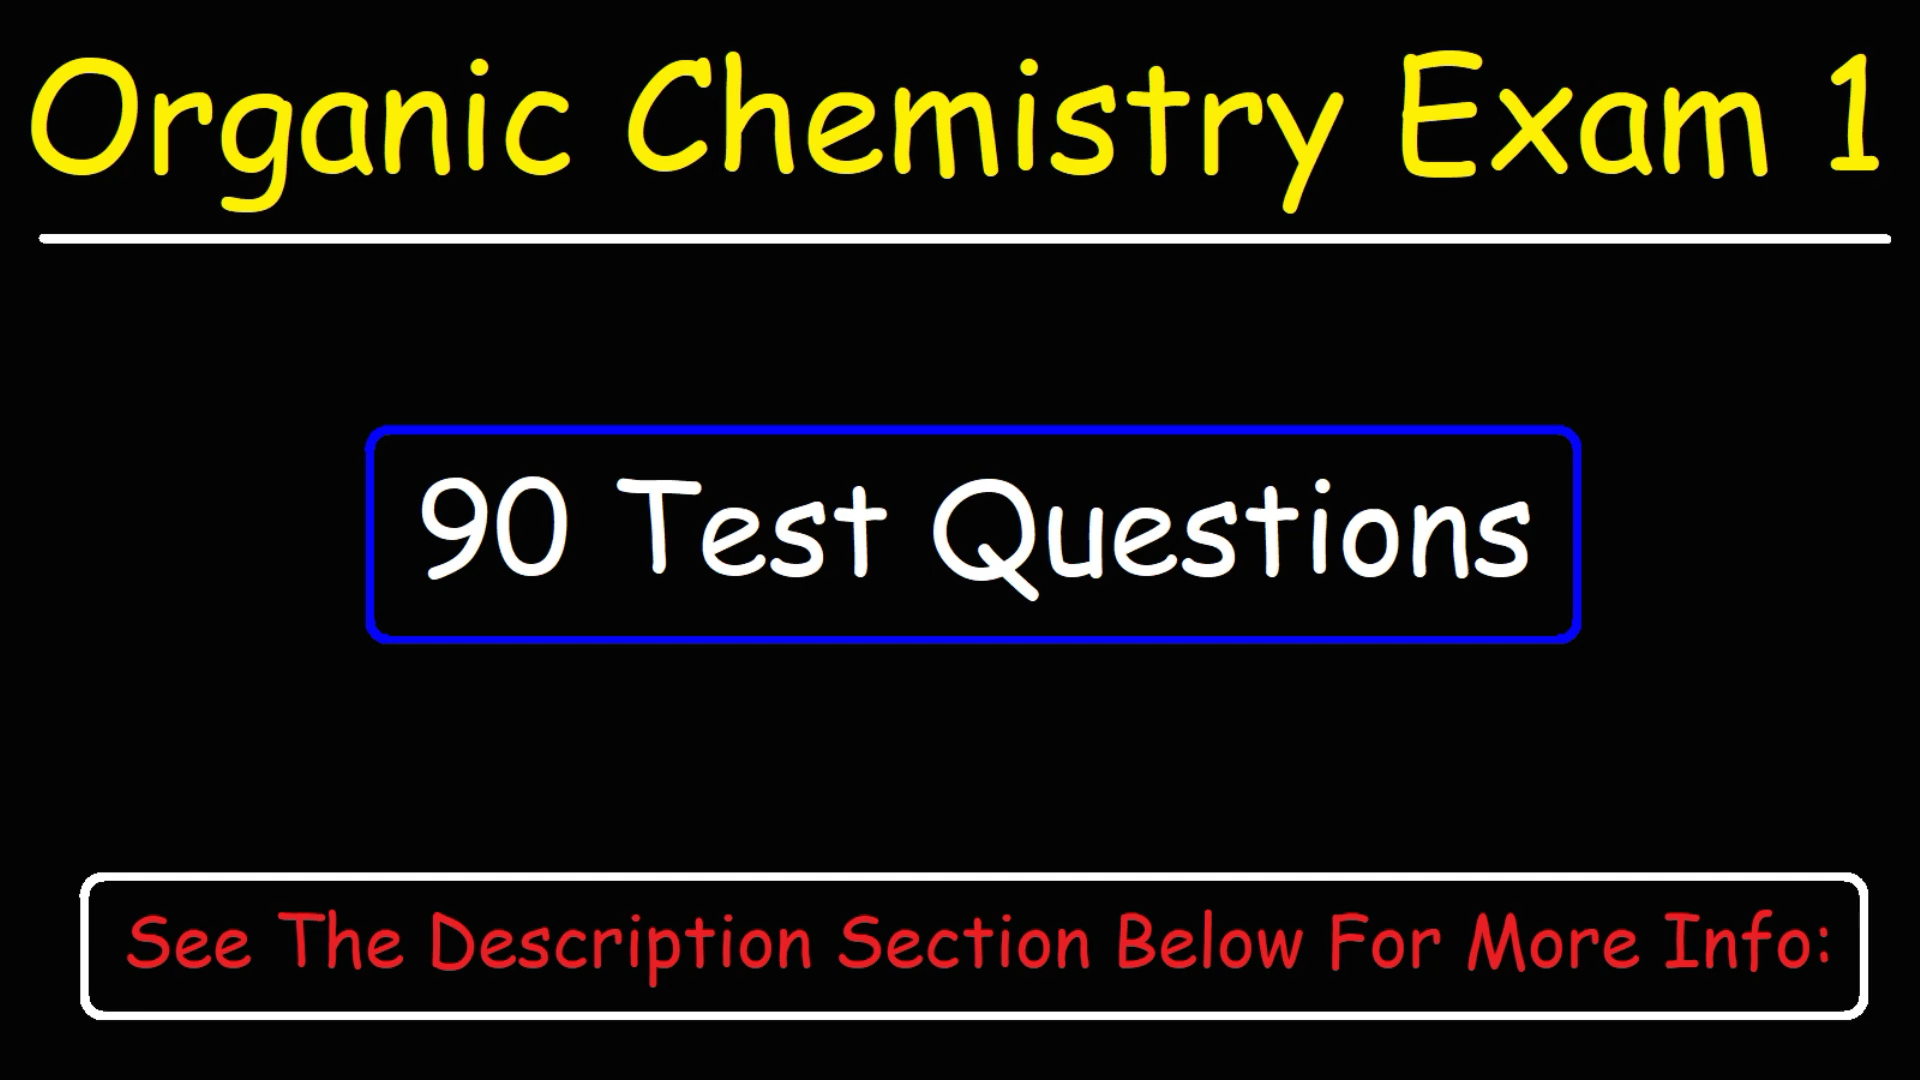 Organic Chemistry Exam 1
90 Test Questions
See The Description Section Below For More Info: